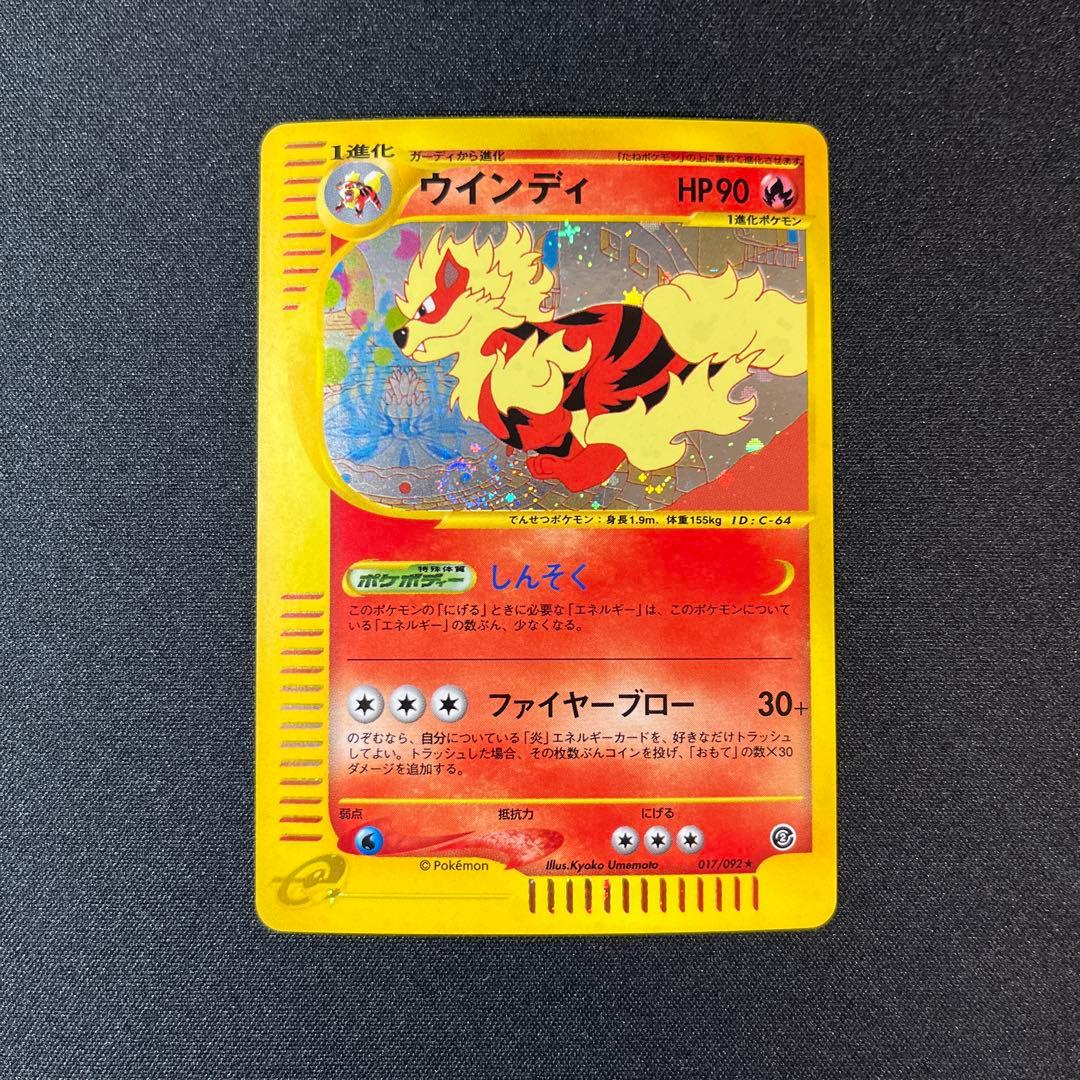 1進化
ガーディから進化
「たねポケモン」の上に重ねて進化させます
ウインディ
HP90
1進化ポケモン
でんせつポケモン：身長1.9m、体重155kg ID：C-64
特殊体質
ポケボディー
しんそく
このポケモンの「にげる」ときに必要な「エネルギー」は、このポケモンについて
いる「エネルギー」の数ぶん、少なくなる。
ファイヤーブロー 30+
のぞむなら、自分についている「炎」エネルギーカードを、好きなだけトラッシュ
してよい。トラッシュした場合、その枚数ぶんコインを投げ、「おもて」の数×30
ダメージを追加する。
弱点 抵抗力 にげる
2
© Pokémon Illus.Kyoko Umemoto 017/092★
e